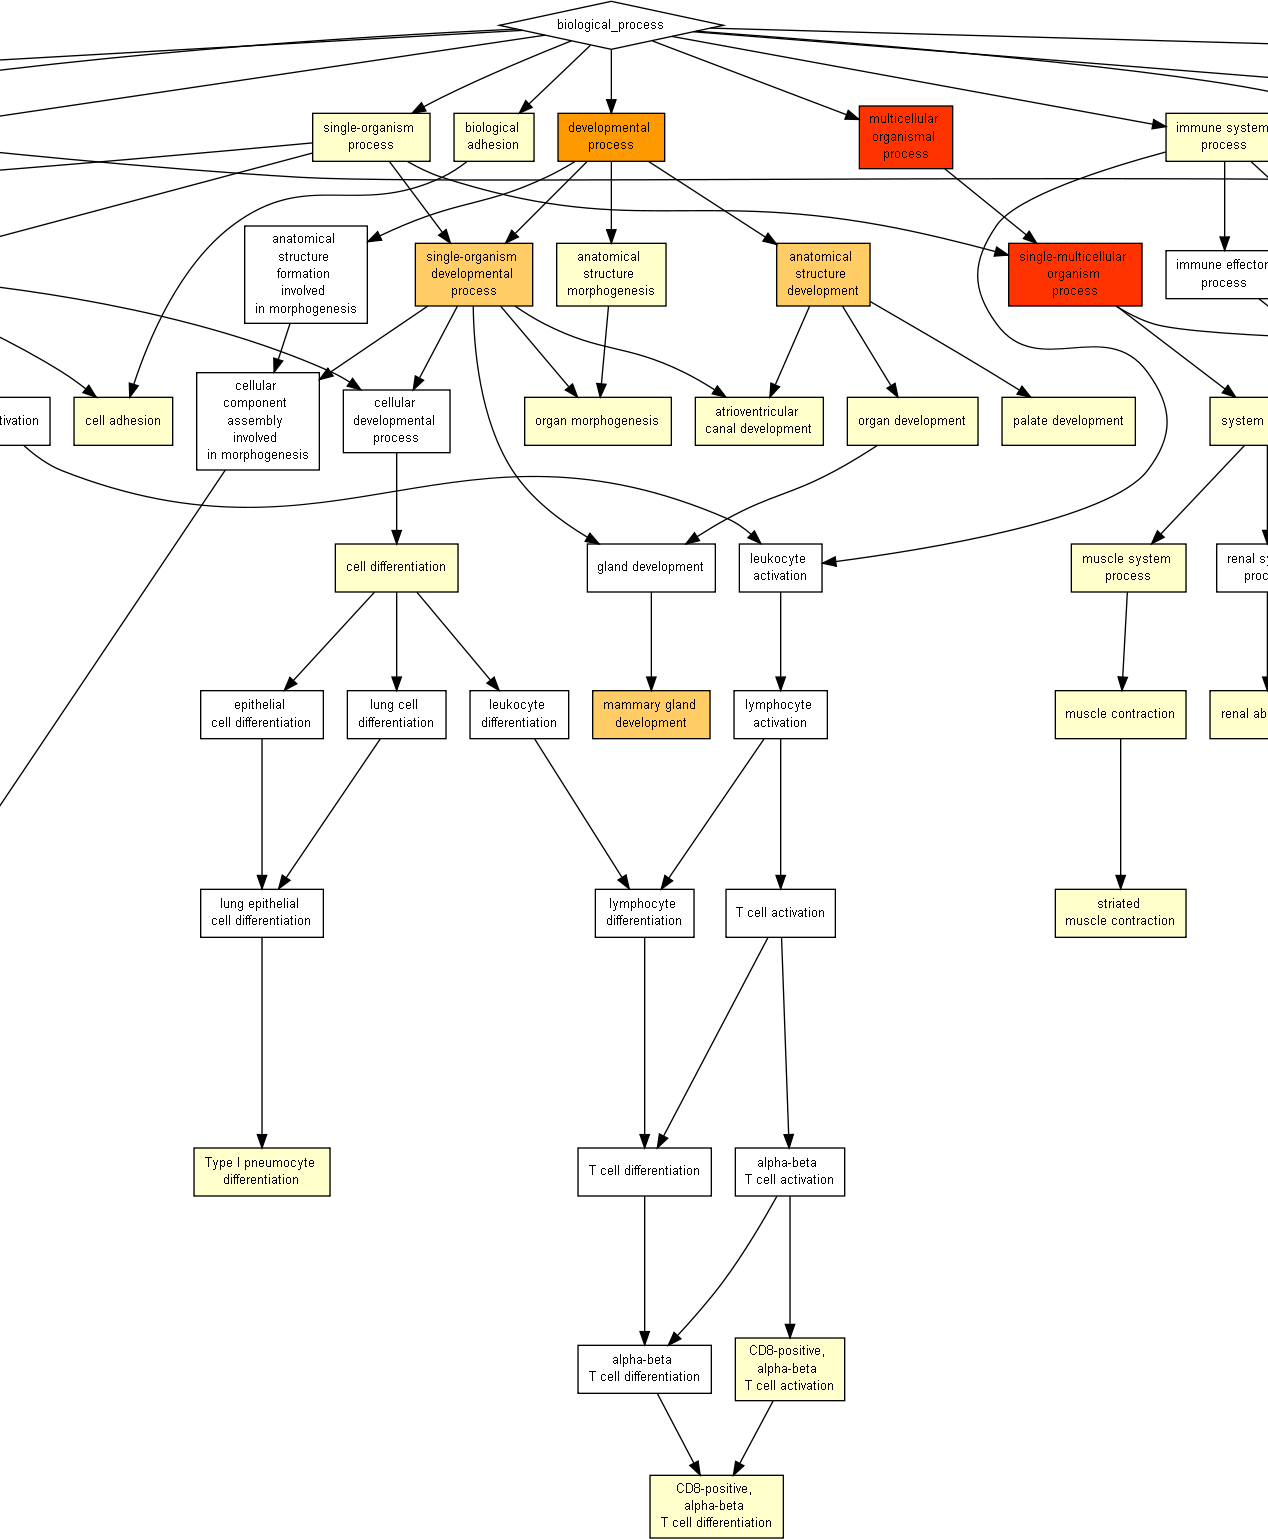 biological_process
single-organism
process
biological
adhesion
developmental
process
multicellular
organismal
process
immune system
process
anatomical
structure
formation
involved
in morphogenesis
single-organism
developmental
process
anatomical
structure
morphogenesis
anatomical
structure
development
single-multicellular
organism
process
immune effector
process
tivation
cell adhesion
cellular
component
assembly
involved
in morphogenesis
cellular
developmental
process
organ morphogenesis
atrioventricular
canal development
organ development
palate development
system
cell differentiation
gland development
leukocyte
activation
muscle system
process
renal sy
proc
epithelial
cell differentiation
lung cell
differentiation
leukocyte
differentiation
mammary gland
development
lymphocyte
activation
muscle contraction
renal ab
lung epithelial
cell differentiation
lymphocyte
differentiation
T cell activation
striated
muscle contraction
Type I pneumocyte
differentiation
T cell differentiation
alpha-beta
T cell activation
alpha-beta
T cell differentiation
CD8-positive,
alpha-beta
T cell activation
CD8-positive,
alpha-beta
T cell differentiation